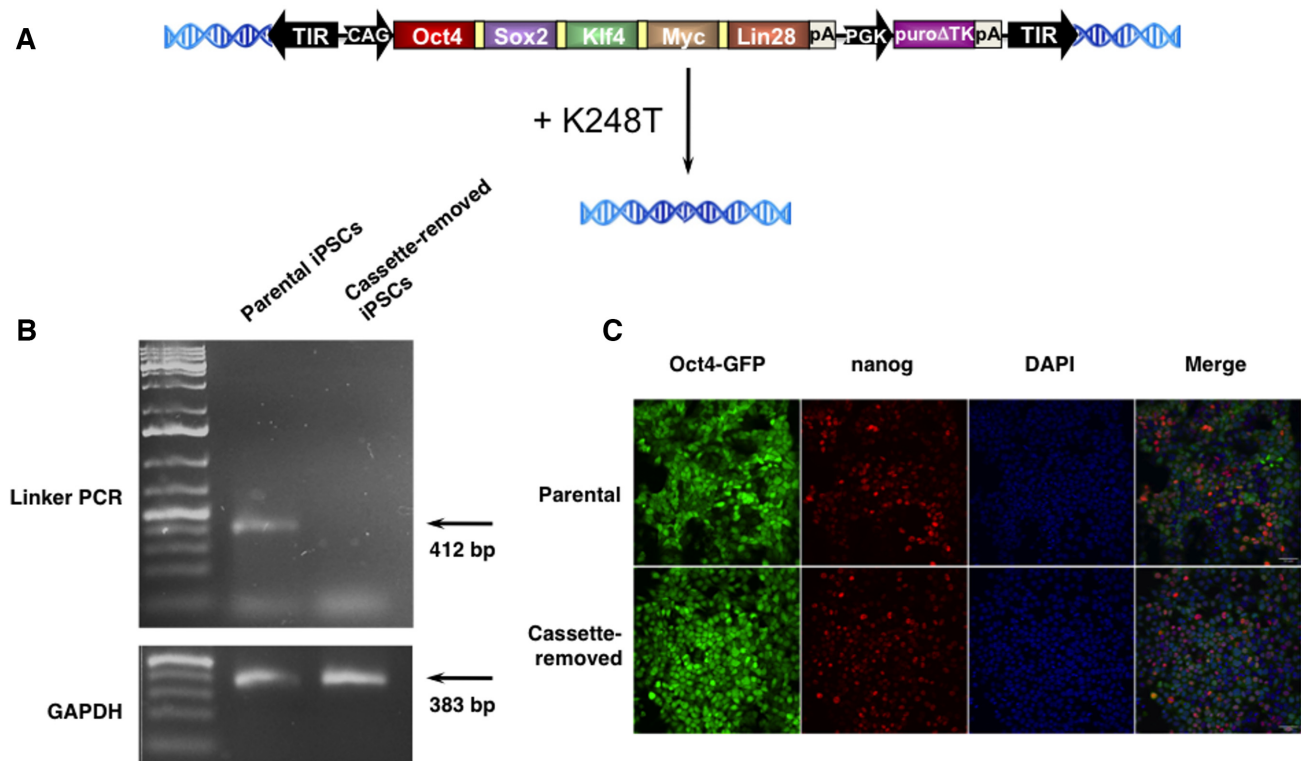 A
TIR CAG Oct4 Sox2 Klf4 Myc Lin28 pA PGK puroΔTK pA TIR
+ K248T
Parental iPSCs
Cassette-removed
iPSCs
B
Linker PCR
412 bp
GAPDH
383 bp
C
Oct4-GFP nanog DAPI Merge
Parental
Cassette-
removed